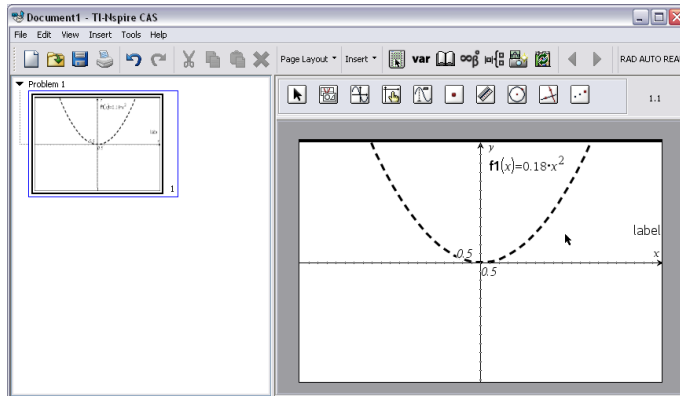 Document1 - TI-Nspire CAS
File Edit View Insert Tools Help
Page Layout Insert var ∞β RAD AUTO REA
Problem 1
1
1.1
y
f1(x)=0.18·x²
label
x
0.5
0.5